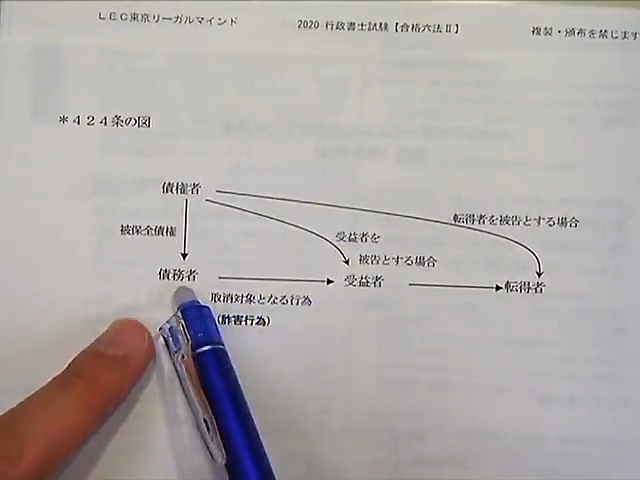 LEC東京リーガルマインド
2020 行政書士試験【合格六法Ⅱ】
複製・頒布を禁じます
＊424条の図
債権者
転得者を被告とする場合
被保全債権
受益者を
被告とする場合
債務者
受益者
転得者
取消対象となる行為
(詐害行為)